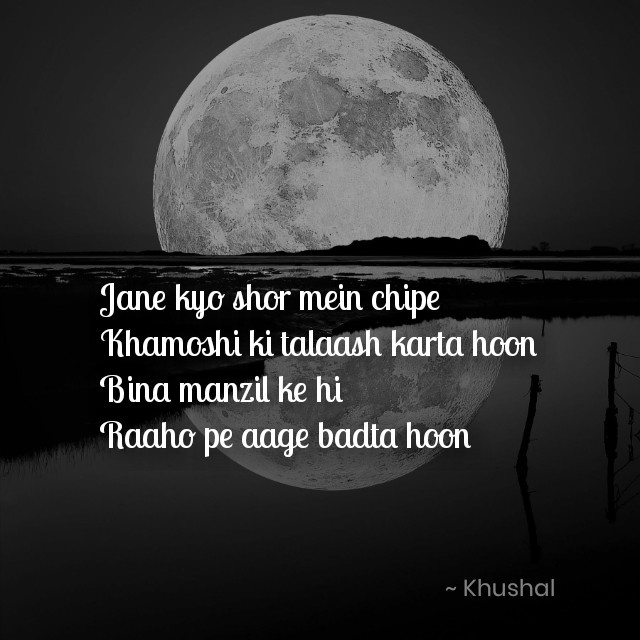 Jane kyo shor mein chipe
Khamoshi ki talaash karta hoon
Bina manzil ke hi
Raaho pe aage badta hoon
~ Khushal